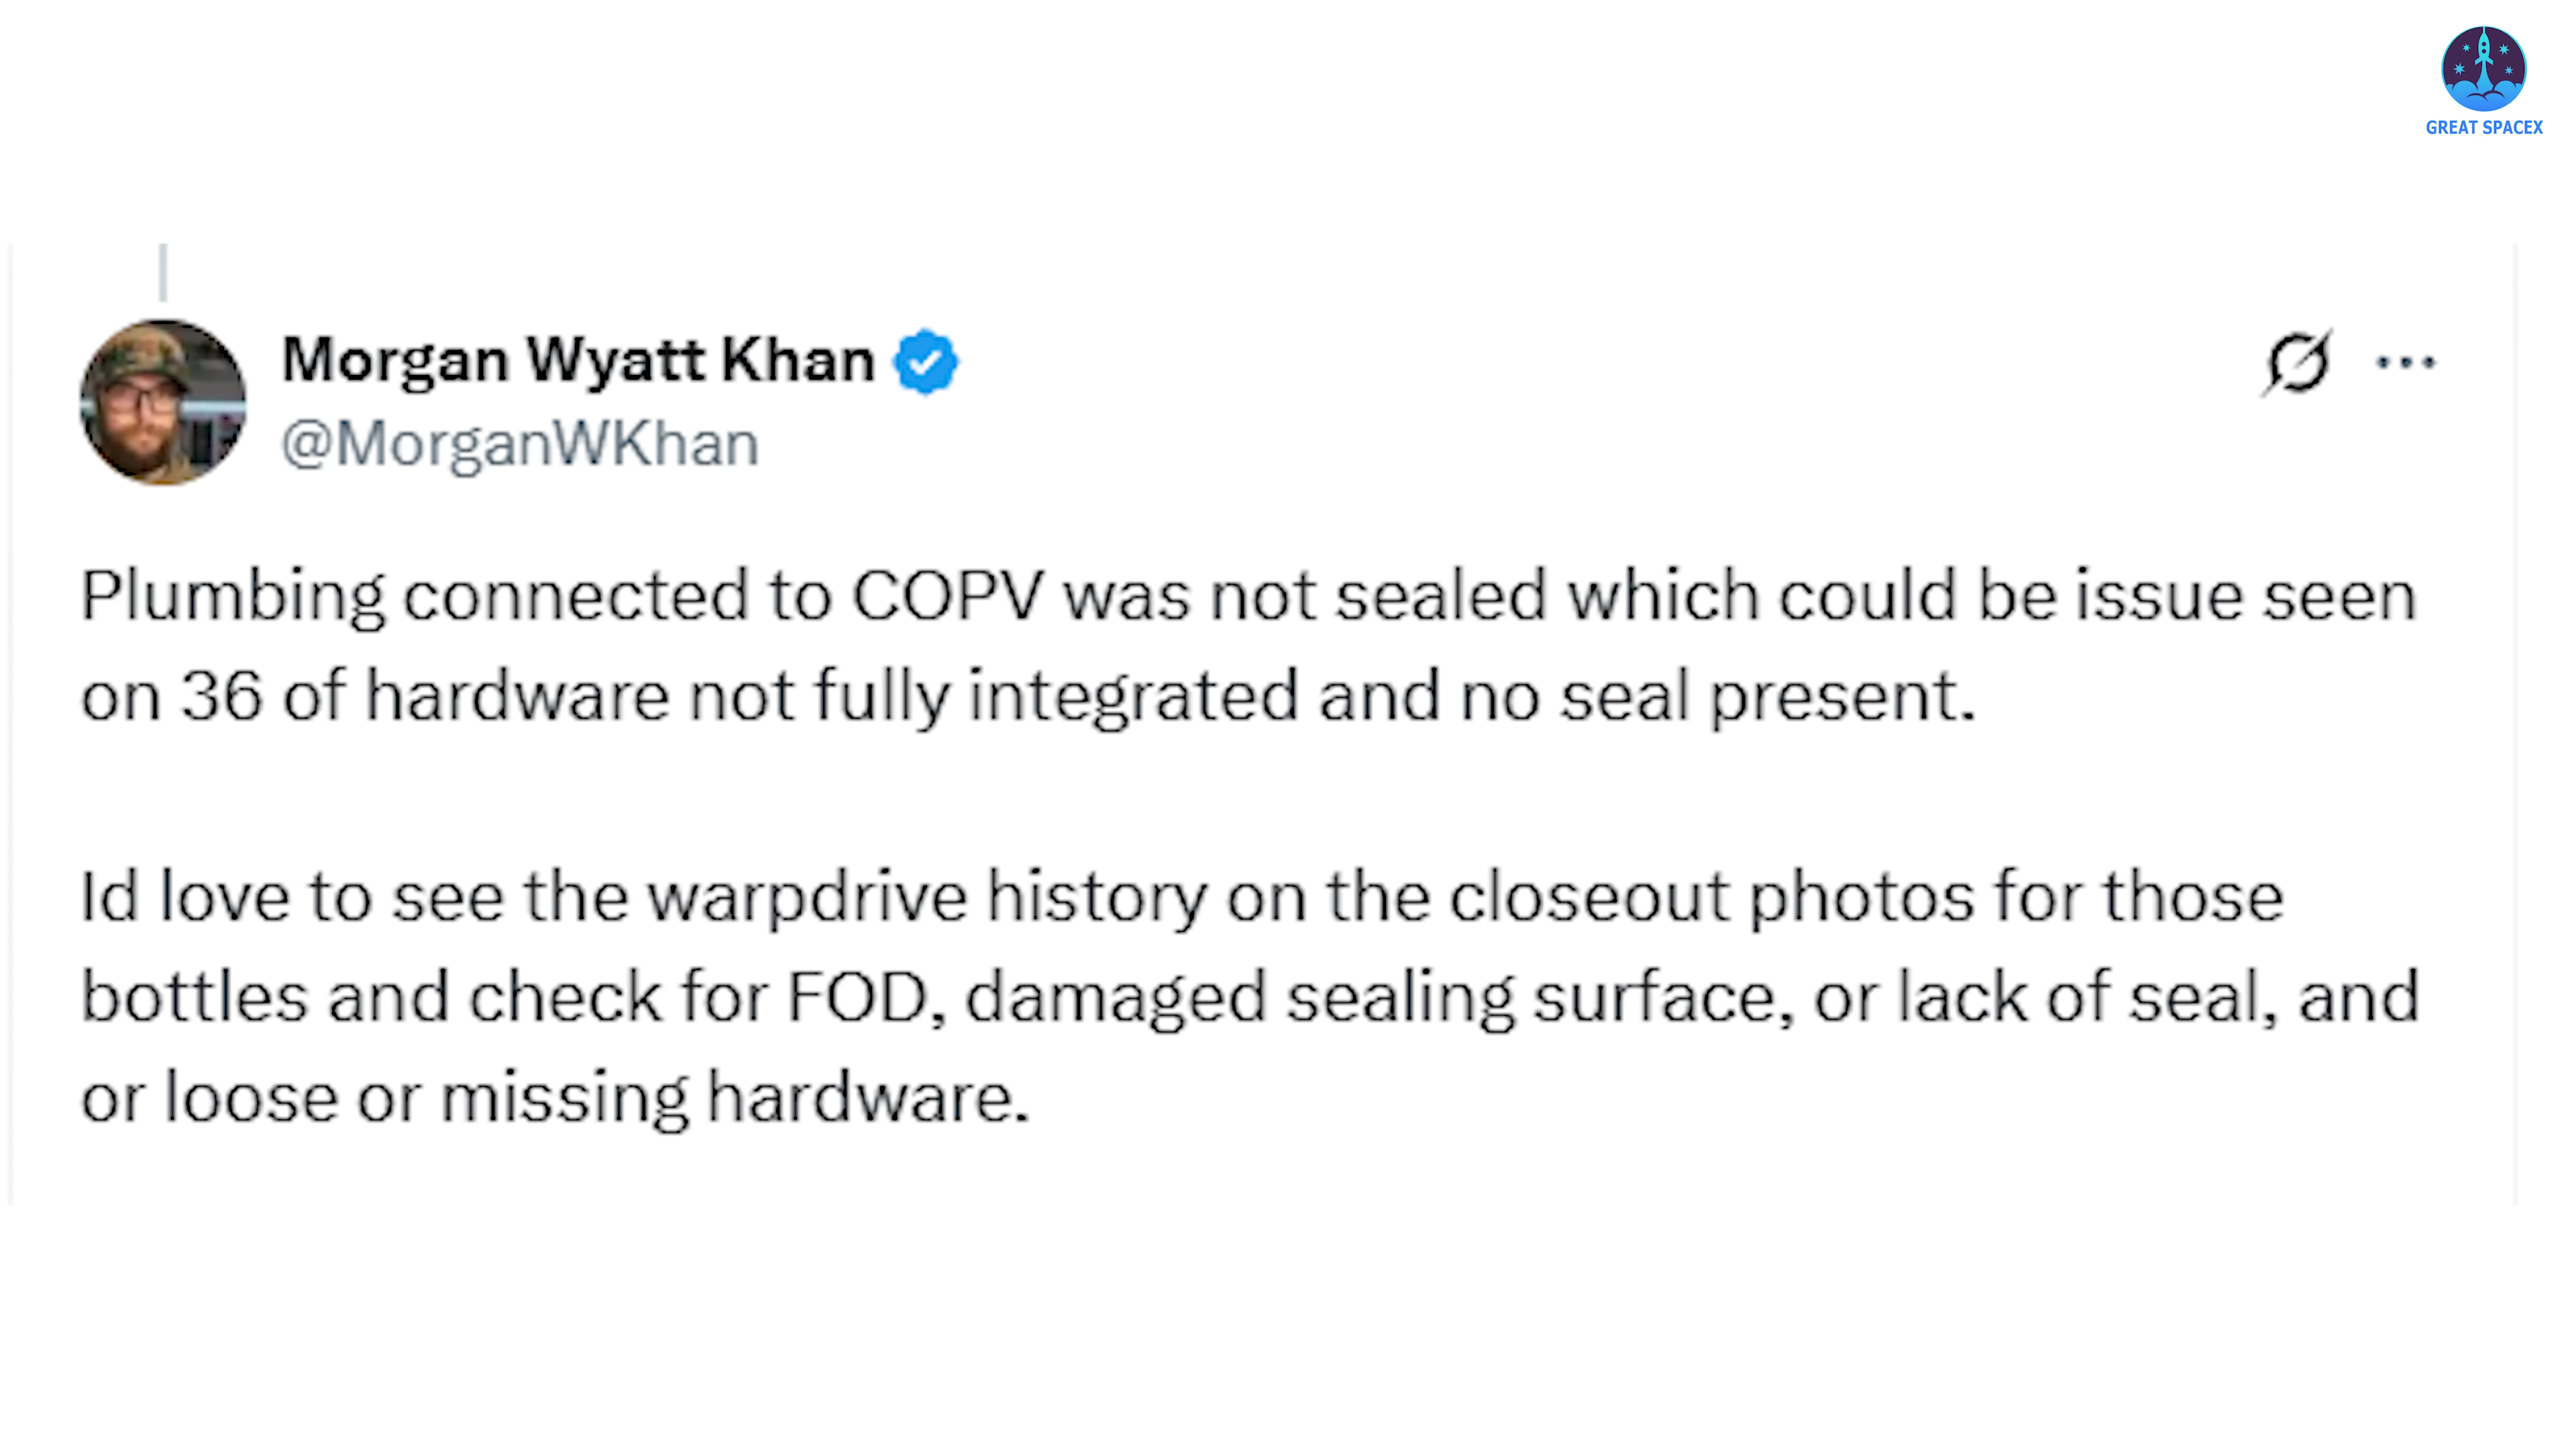 GREAT SPACEX
Morgan Wyatt Khan
@MorganWKhan
Plumbing connected to COPV was not sealed which could be issue seen
on 36 of hardware not fully integrated and no seal present.
Id love to see the warpdrive history on the closeout photos for those
bottles and check for FOD, damaged sealing surface, or lack of seal, and
or loose or missing hardware.